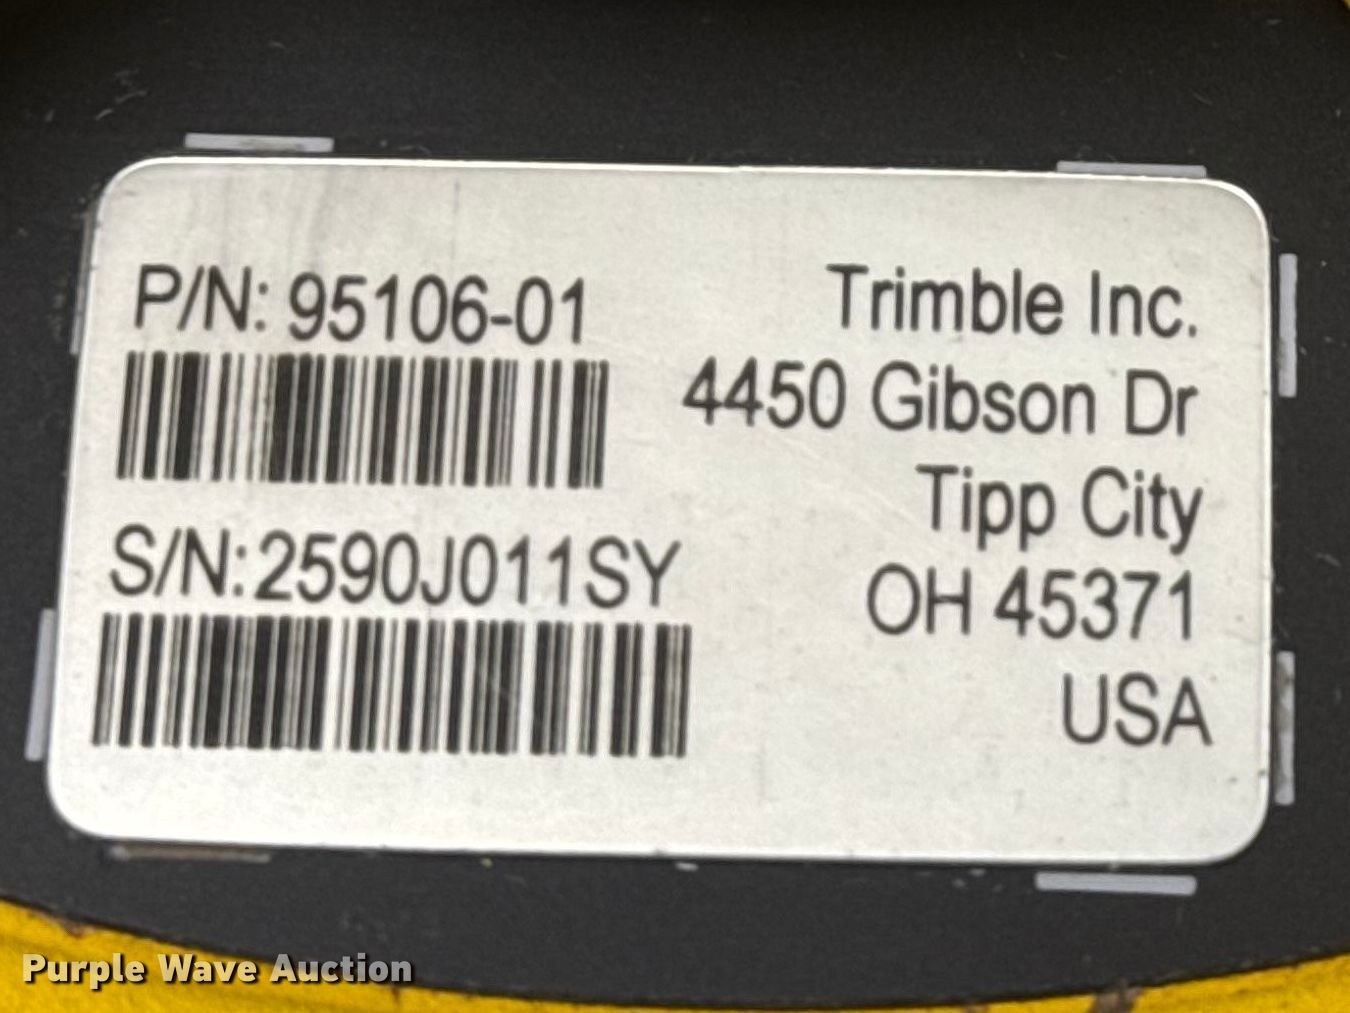 P/N: 95106-01
S/N:2590J011SY
Trimble Inc.
4450 Gibson Dr
Tipp City
OH 45371
USA
Purple Wave Auction